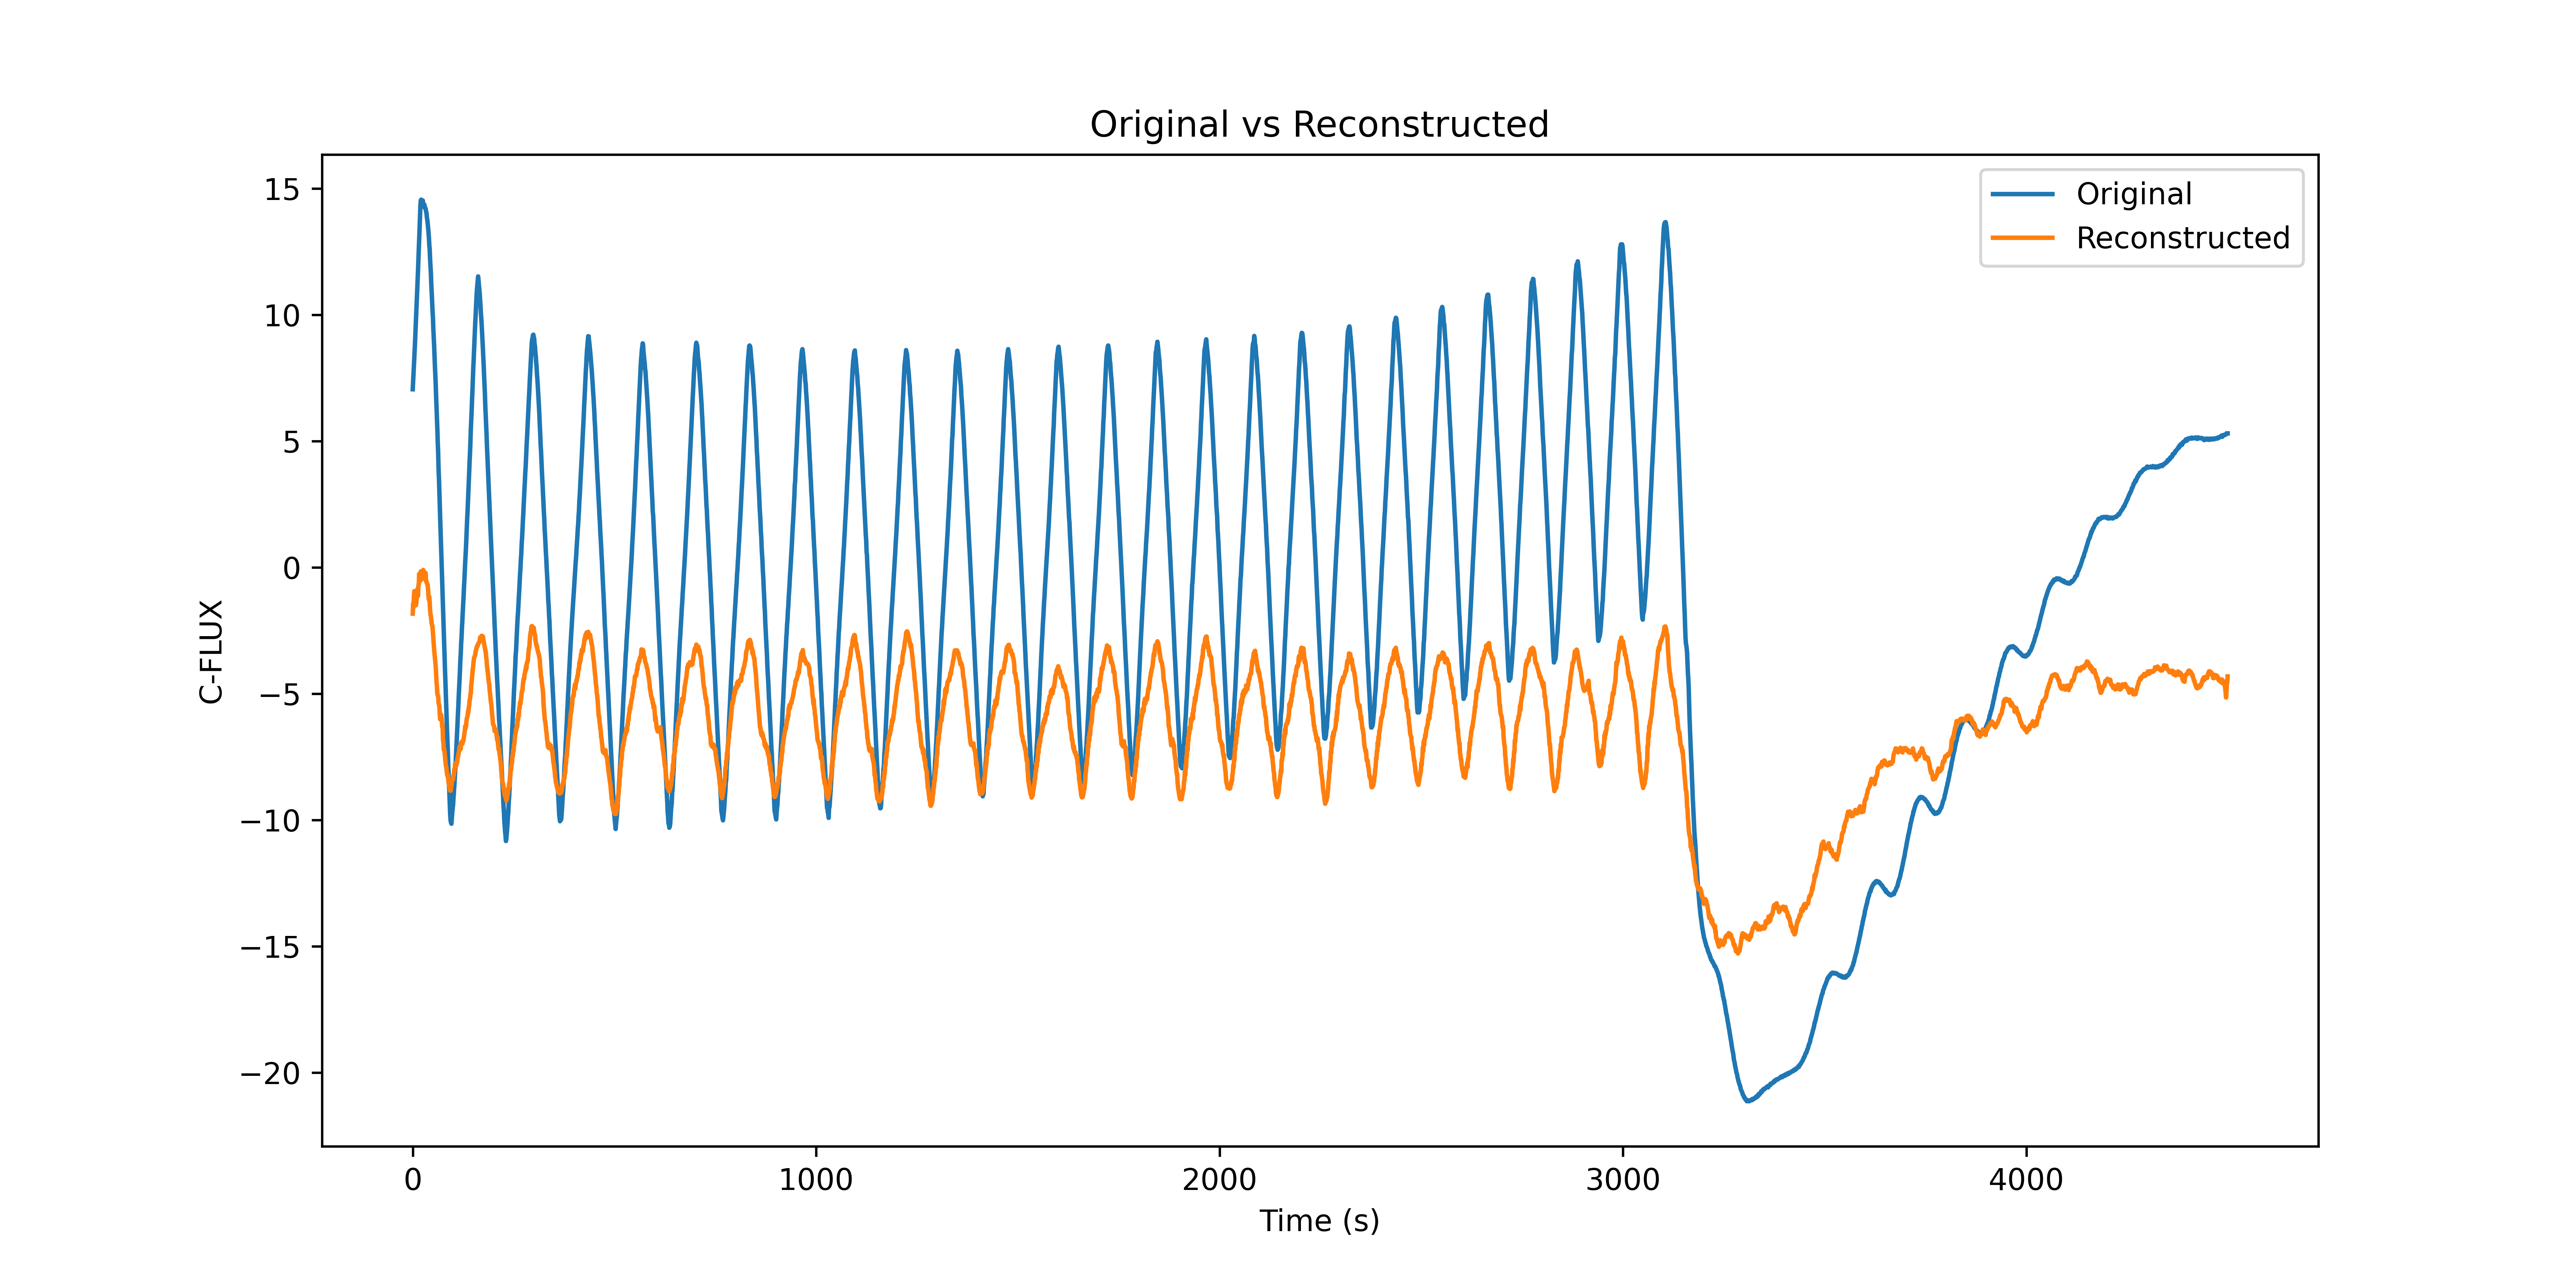 Original vs Reconstructed
Original
Reconstructed
15
10
5
0
−5
−10
−15
−20
C-FLUX
0
1000
2000
3000
4000
Time (s)